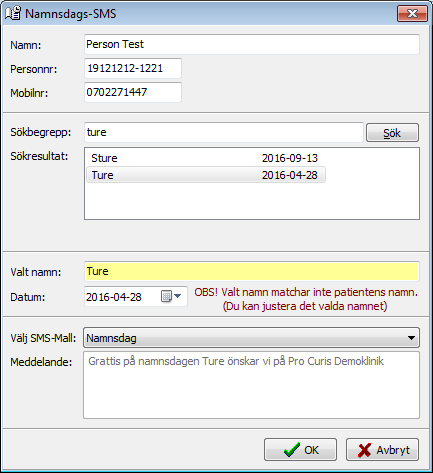 Namnsdags-SMS
Namn: Person Test
Personnr: 19121212-1221
Mobilnr: 0702271447
Sökbegrepp: ture Sök
Sökresultat: Sture 2016-09-13
Ture 2016-04-28
Valt namn: Ture
Datum: 2016-04-28 OBS! Valt namn matchar inte patientens namn.
(Du kan justera det valda namnet)
Välj SMS-Mall: Namnsdag
Meddelande: Grattis på namnsdagen Ture önskar vi på Pro Curis Demoklinik
OK Avbryt